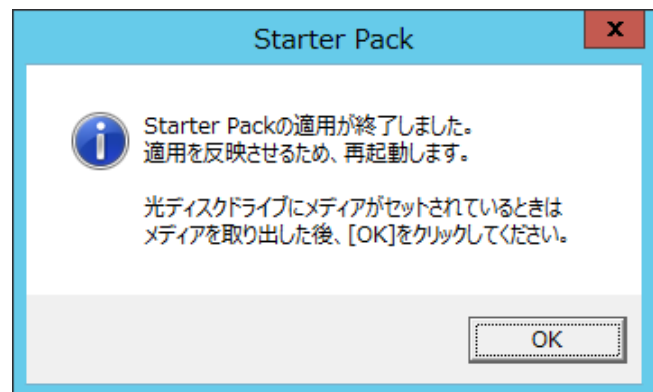 Starter Pack
x
Starter Packの適用が終了しました。
適用を反映させるため、再起動します。
光ディスクドライブにメディアがセットされているときは
メディアを取り出した後、[OK]をクリックしてください。
OK